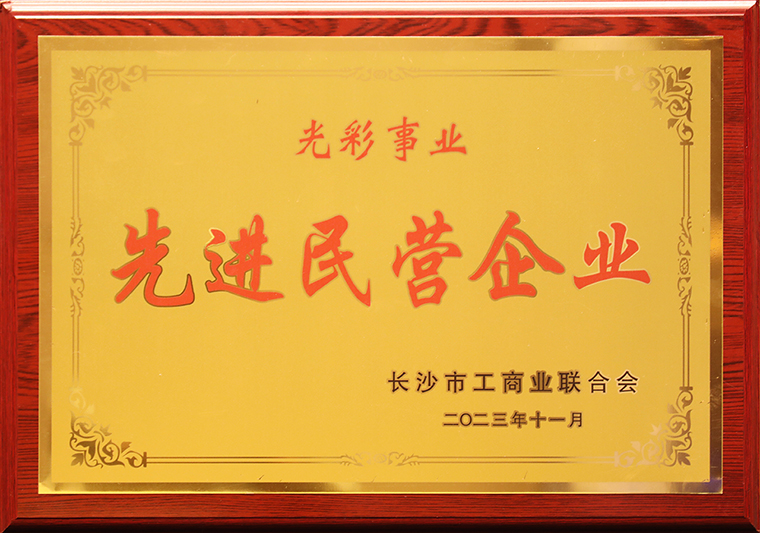 光彩事业
先进民营企业
长沙市工商业联合会
二〇二三年十一月